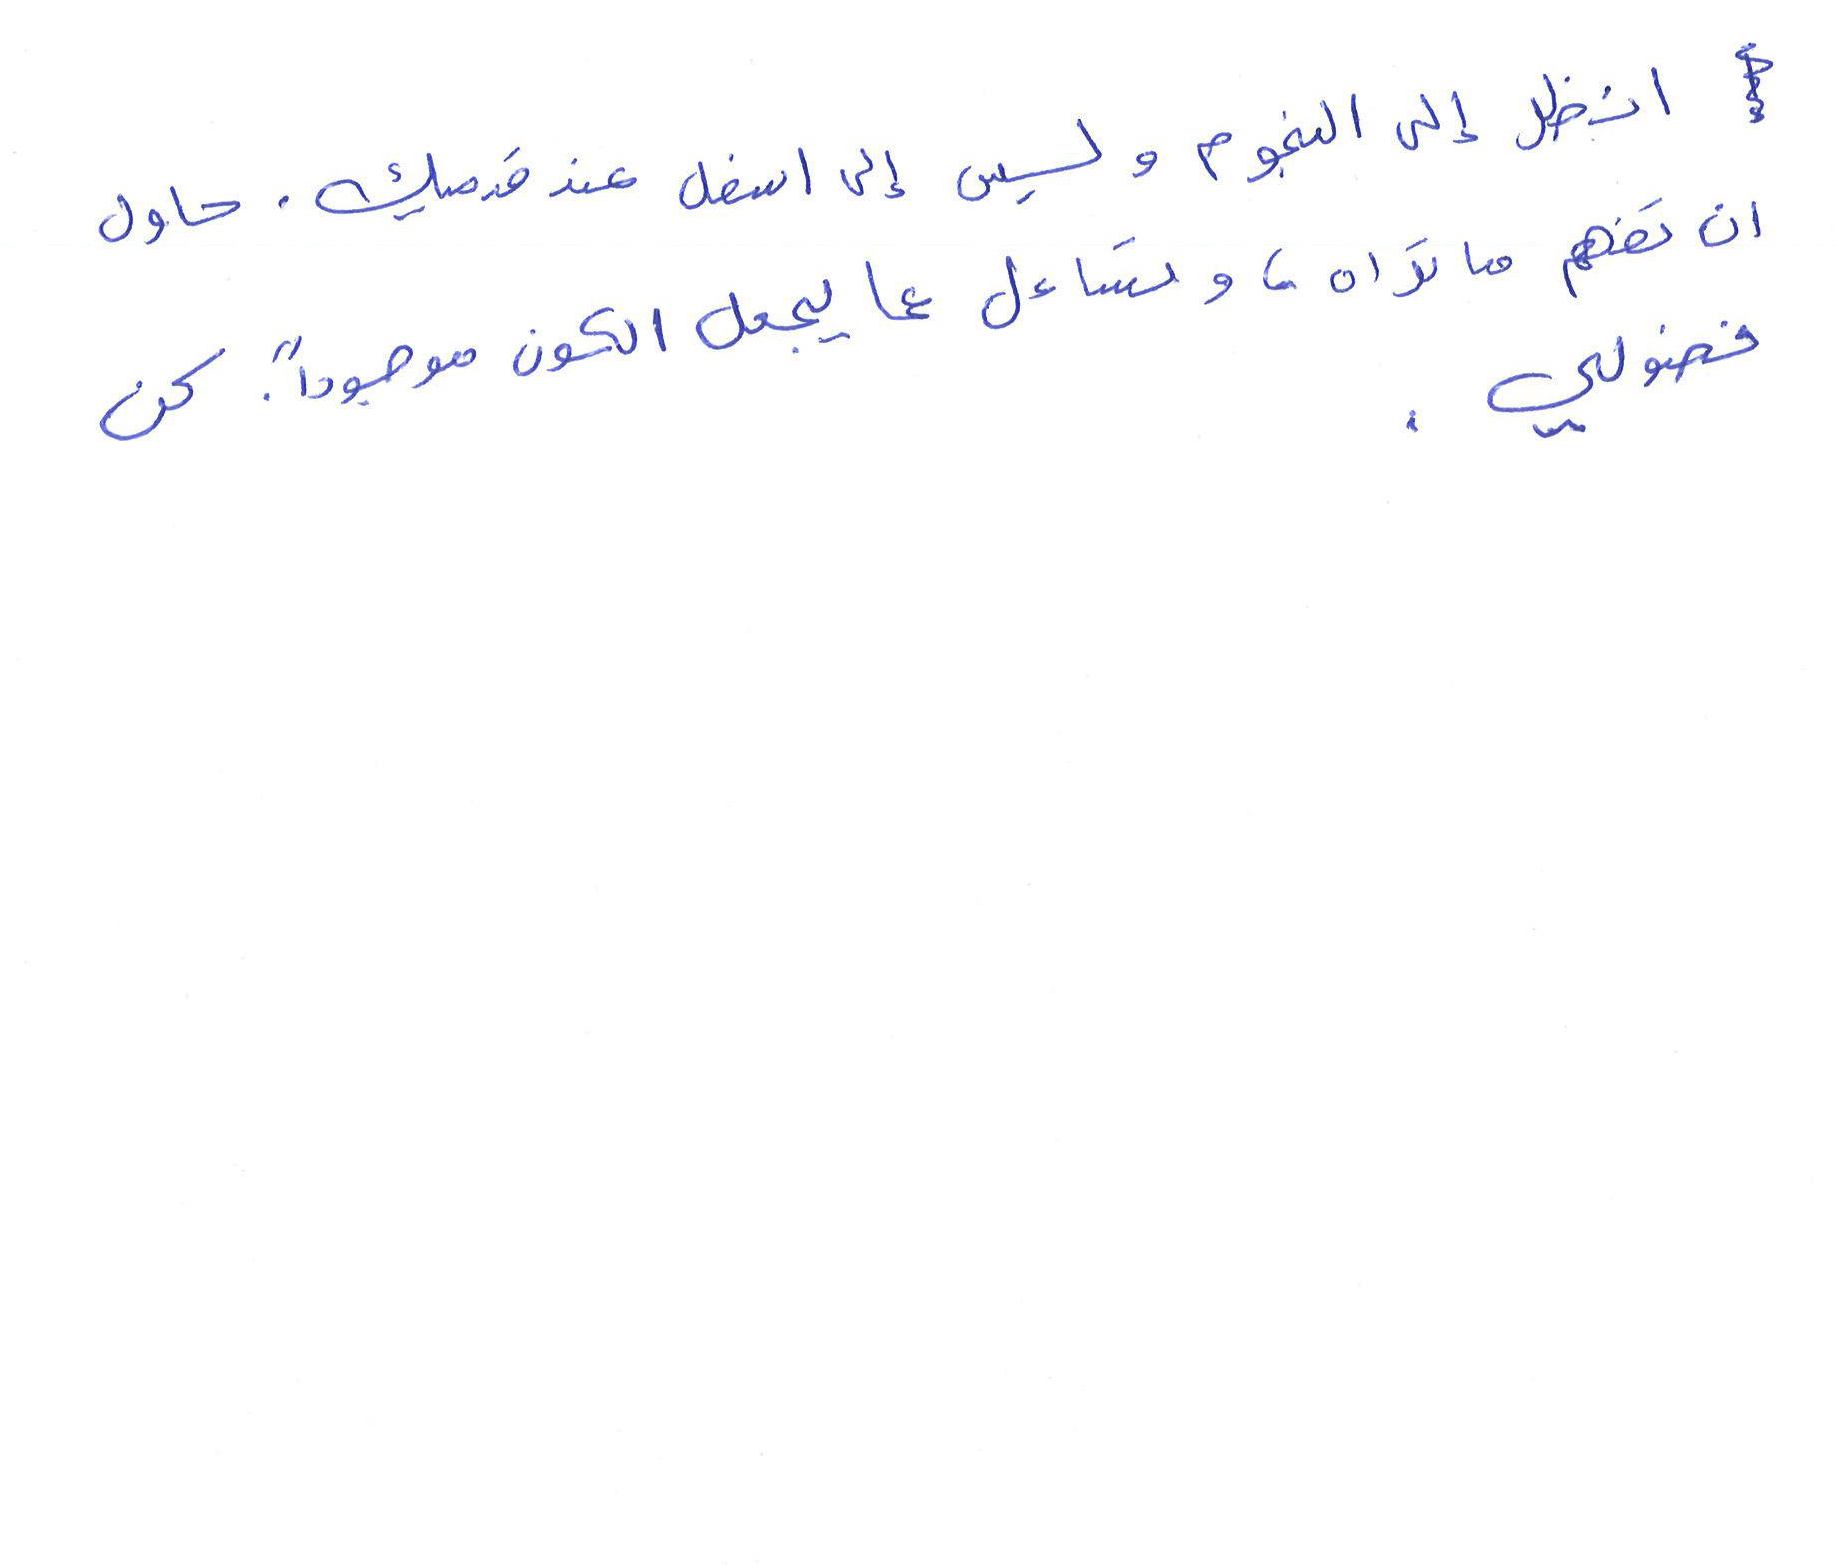 انظر إلى النجوم وليس إلى اسفل عند قدميك. حاول
ان تفهم ما تراه، وتساءل عما يجعل الكون موجوداً. كن
فضولي.